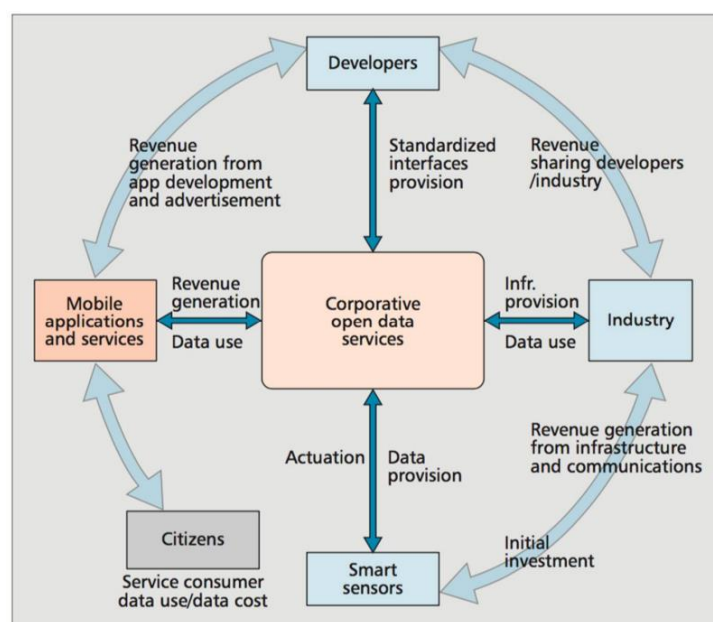 Developers
Revenue
generation from
app development
and advertisement
Standardized
interfaces
provision
Revenue
sharing developers
/industry
Mobile
applications
and services
Revenue
generation
Data use
Corporative
open data
services
Infr.
provision
Data use
Industry
Actuation
Data
provision
Revenue generation
from infrastructure
and communications
Citizens
Service consumer
data use/data cost
Smart
sensors
Initial
investment